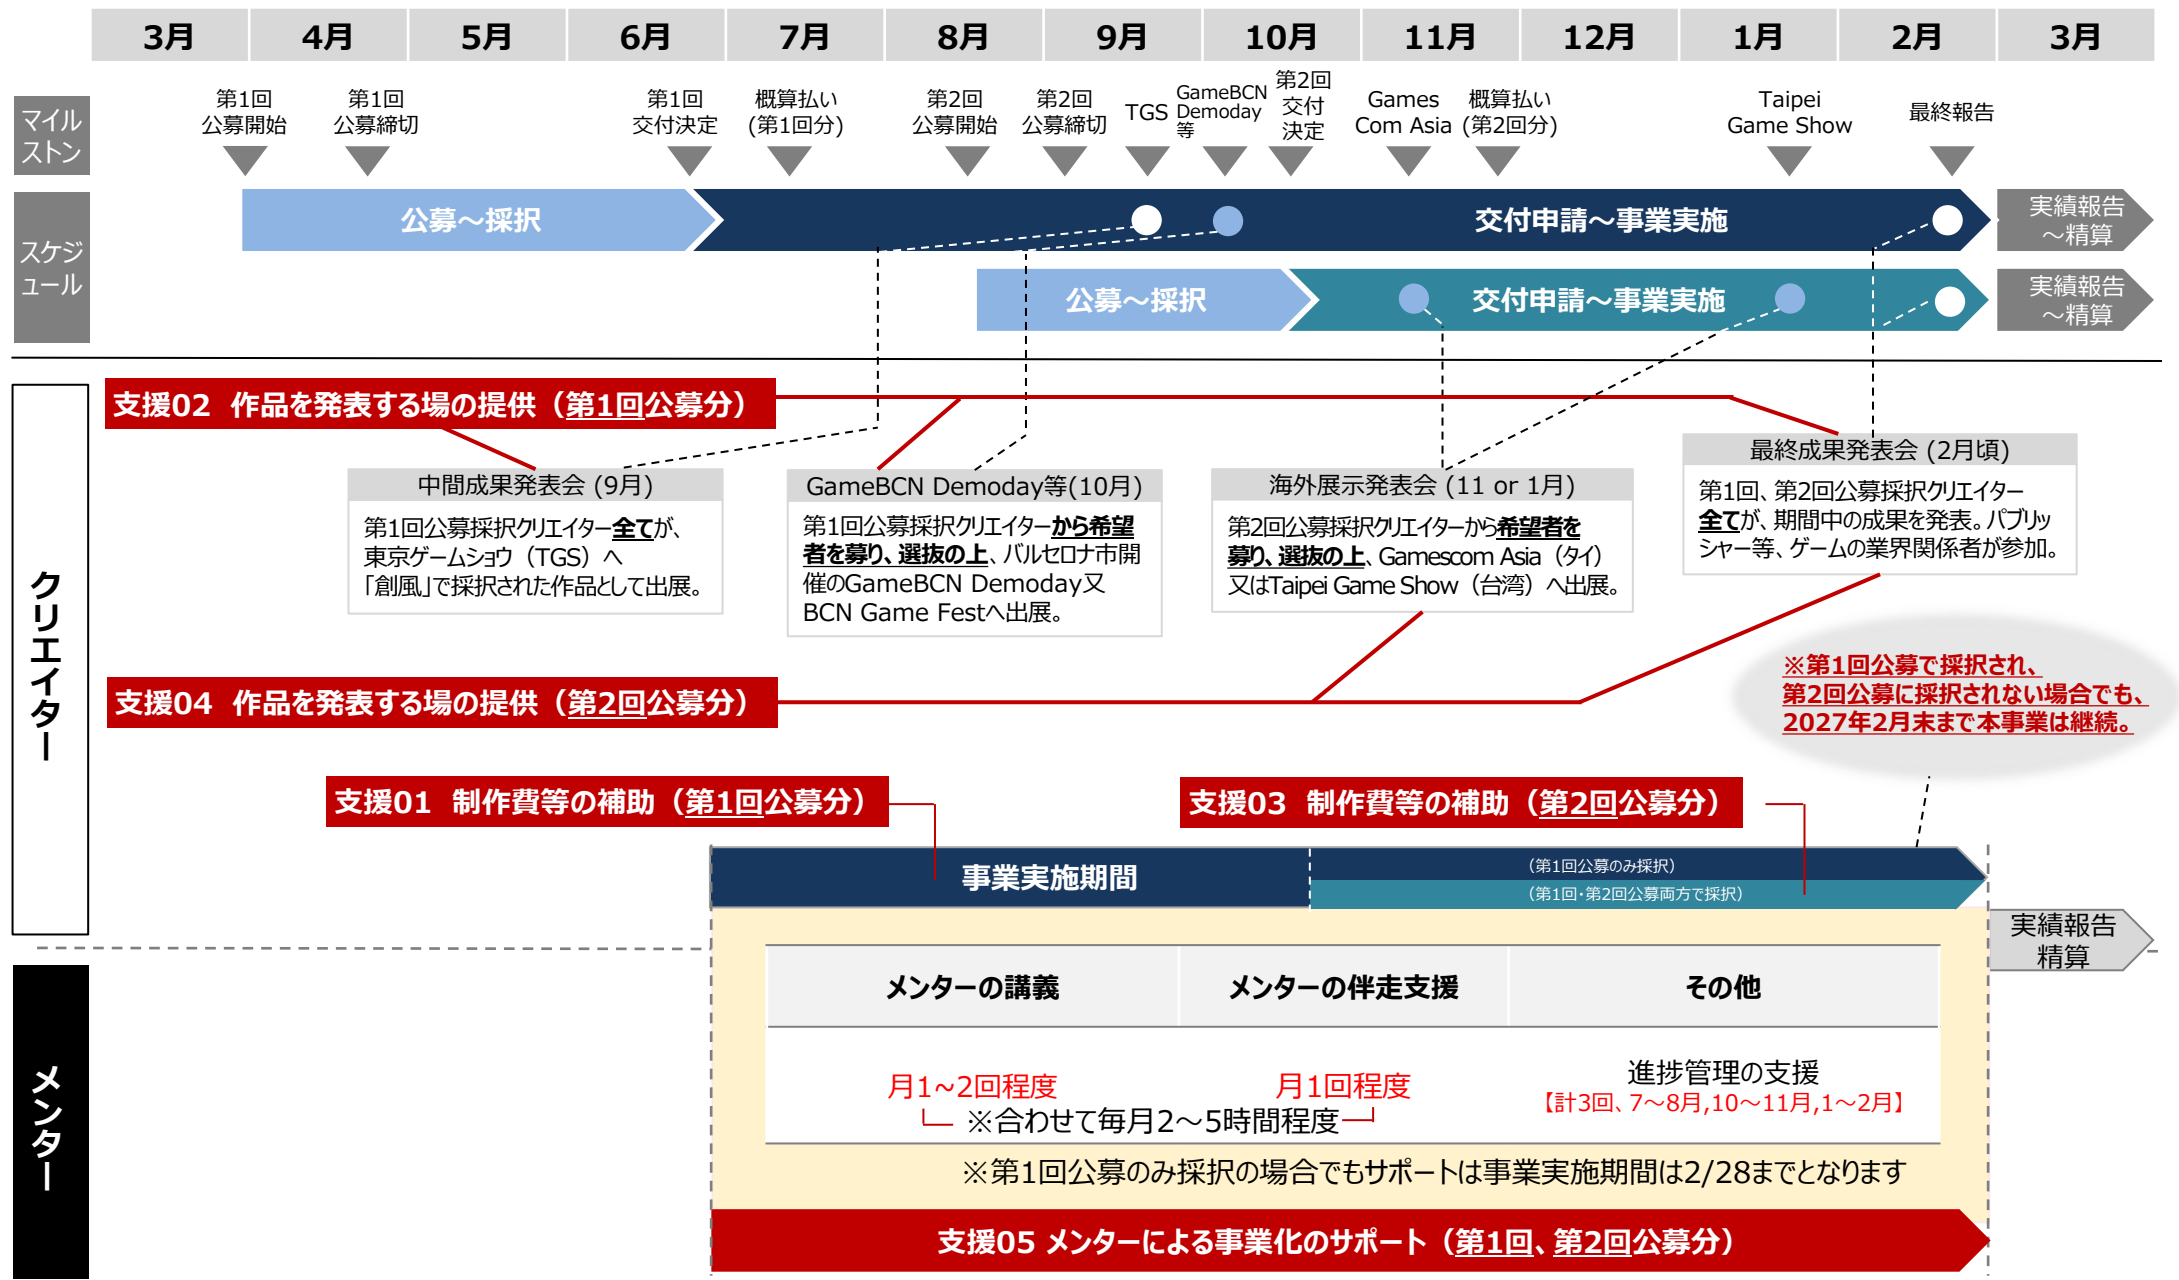 3月 4月 5月 6月 7月 8月 9月 10月 11月 12月 1月 2月 3月
マイル
ストン
第1回
公募開始
第1回
公募締切
第1回
交付決定
概算払い
(第1回分)
第2回
公募開始
第2回
公募締切
TGS
GameBCN
Demoday
等
第2回
交付
決定
Games
Com Asia
概算払い
(第2回分)
Taipei
Game Show
最終報告
スケジ
ュール
公募～採択
交付申請～事業実施
実績報告
～精算
公募～採択
交付申請～事業実施
実績報告
～精算
クリエイター
支援02 作品を発表する場の提供（第1回公募分）
中間成果発表会 (9月)
第1回公募採択クリエイター全てが、
東京ゲームショウ（TGS）へ
「創風」で採択された作品として出展。
GameBCN Demoday等(10月)
第1回公募採択クリエイターから希望
者を募り、選抜の上、バルセロナ市開
催のGameBCN Demoday又
BCN Game Festへ出展。
海外展示発表会 (11 or 1月)
第2回公募採択クリエイターから希望者を
募り、選抜の上、Gamescom Asia（タイ）
又はTaipei Game Show（台湾）へ出展。
最終成果発表会 (2月頃)
第1回、第2回公募採択クリエイター
全てが、期間中の成果を発表。パブリッ
シャー等、ゲームの業界関係者が参加。
支援04 作品を発表する場の提供（第2回公募分）
※第1回公募で採択され、
第2回公募に採択されない場合でも、
2027年2月末まで本事業は継続。
支援01 制作費等の補助（第1回公募分）
支援03 制作費等の補助（第2回公募分）
事業実施期間
（第1回公募のみ採択）
（第1回・第2回公募両方で採択）
実績報告
精算
メンター
メンターの講義 メンターの伴走支援 その他
月1~2回程度
月1回程度
※合わせて毎月2～5時間程度
進捗管理の支援
【計3回、7～8月,10～11月,1～2月】
※第1回公募のみ採択の場合でもサポートは事業実施期間は2/28までとなります
支援05 メンターによる事業化のサポート（第1回、第2回公募分）